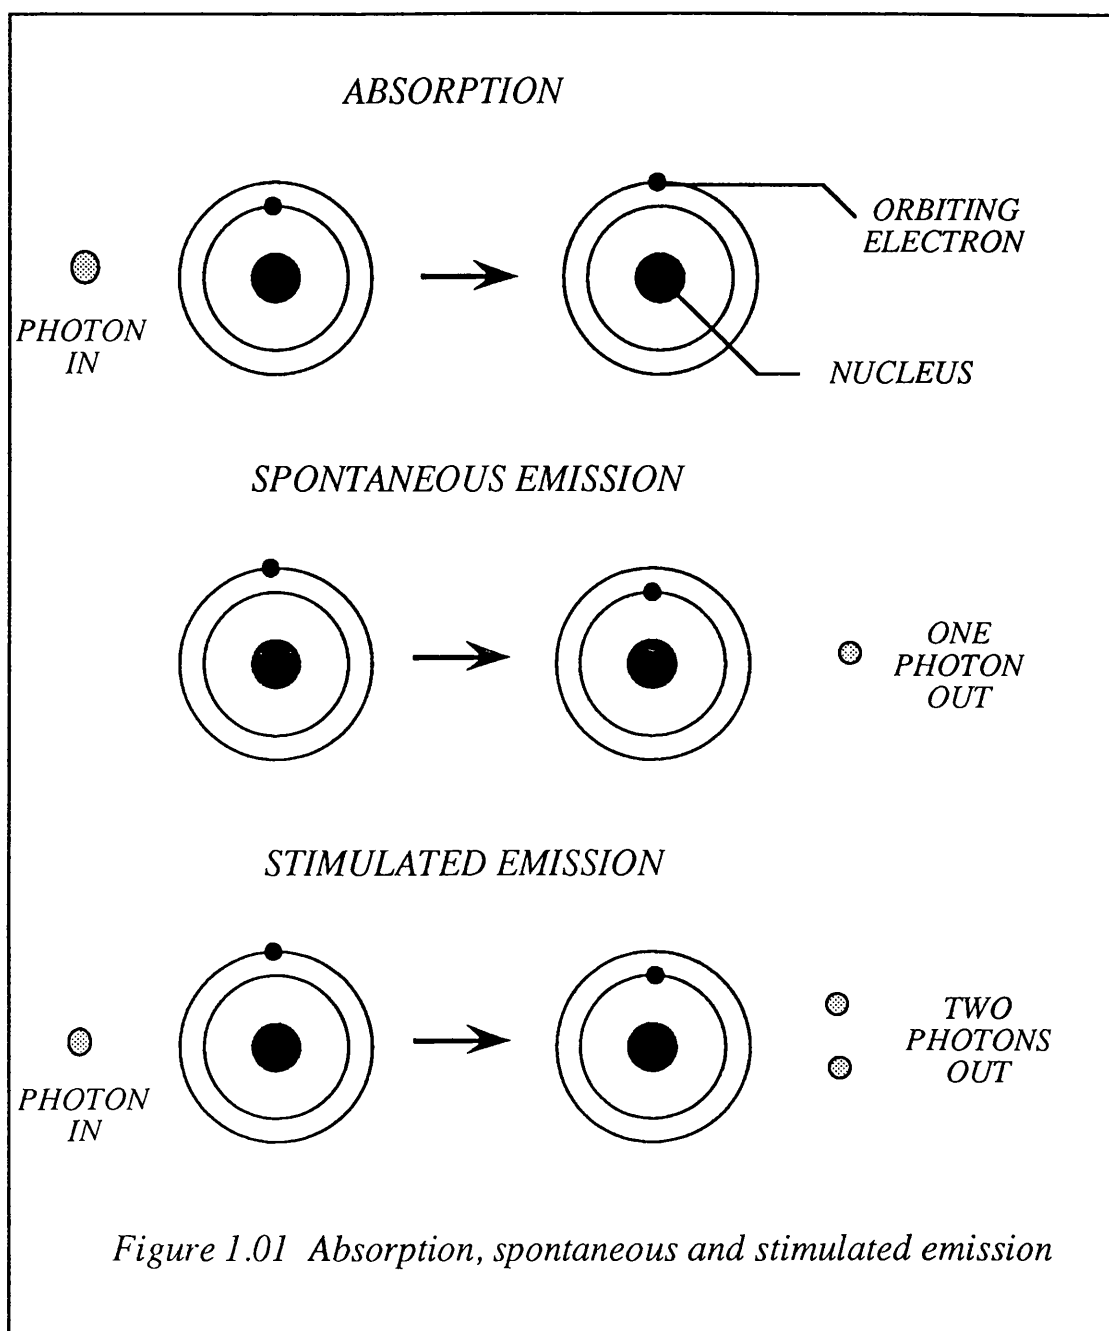 ABSORPTION
ORBITING
ELECTRON
PHOTON
IN
NUCLEUS
SPONTANEOUS EMISSION
ONE
PHOTON
OUT
STIMULATED EMISSION
TWO
PHOTONS
OUT
PHOTON
IN
Figure 1.01 Absorption, spontaneous and stimulated emission